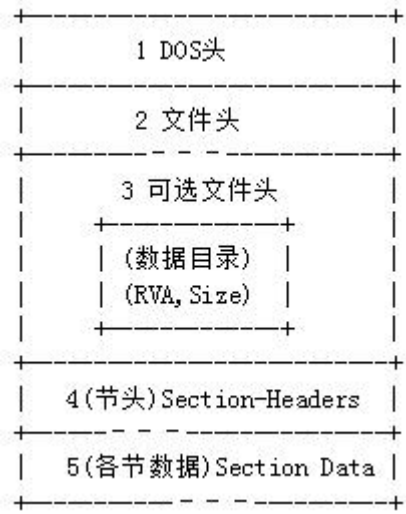 1 DOS头
2 文件头
3 可选文件头
(数据目录)
(RVA,Size)
4(节头)Section-Headers
5(各节数据)Section Data